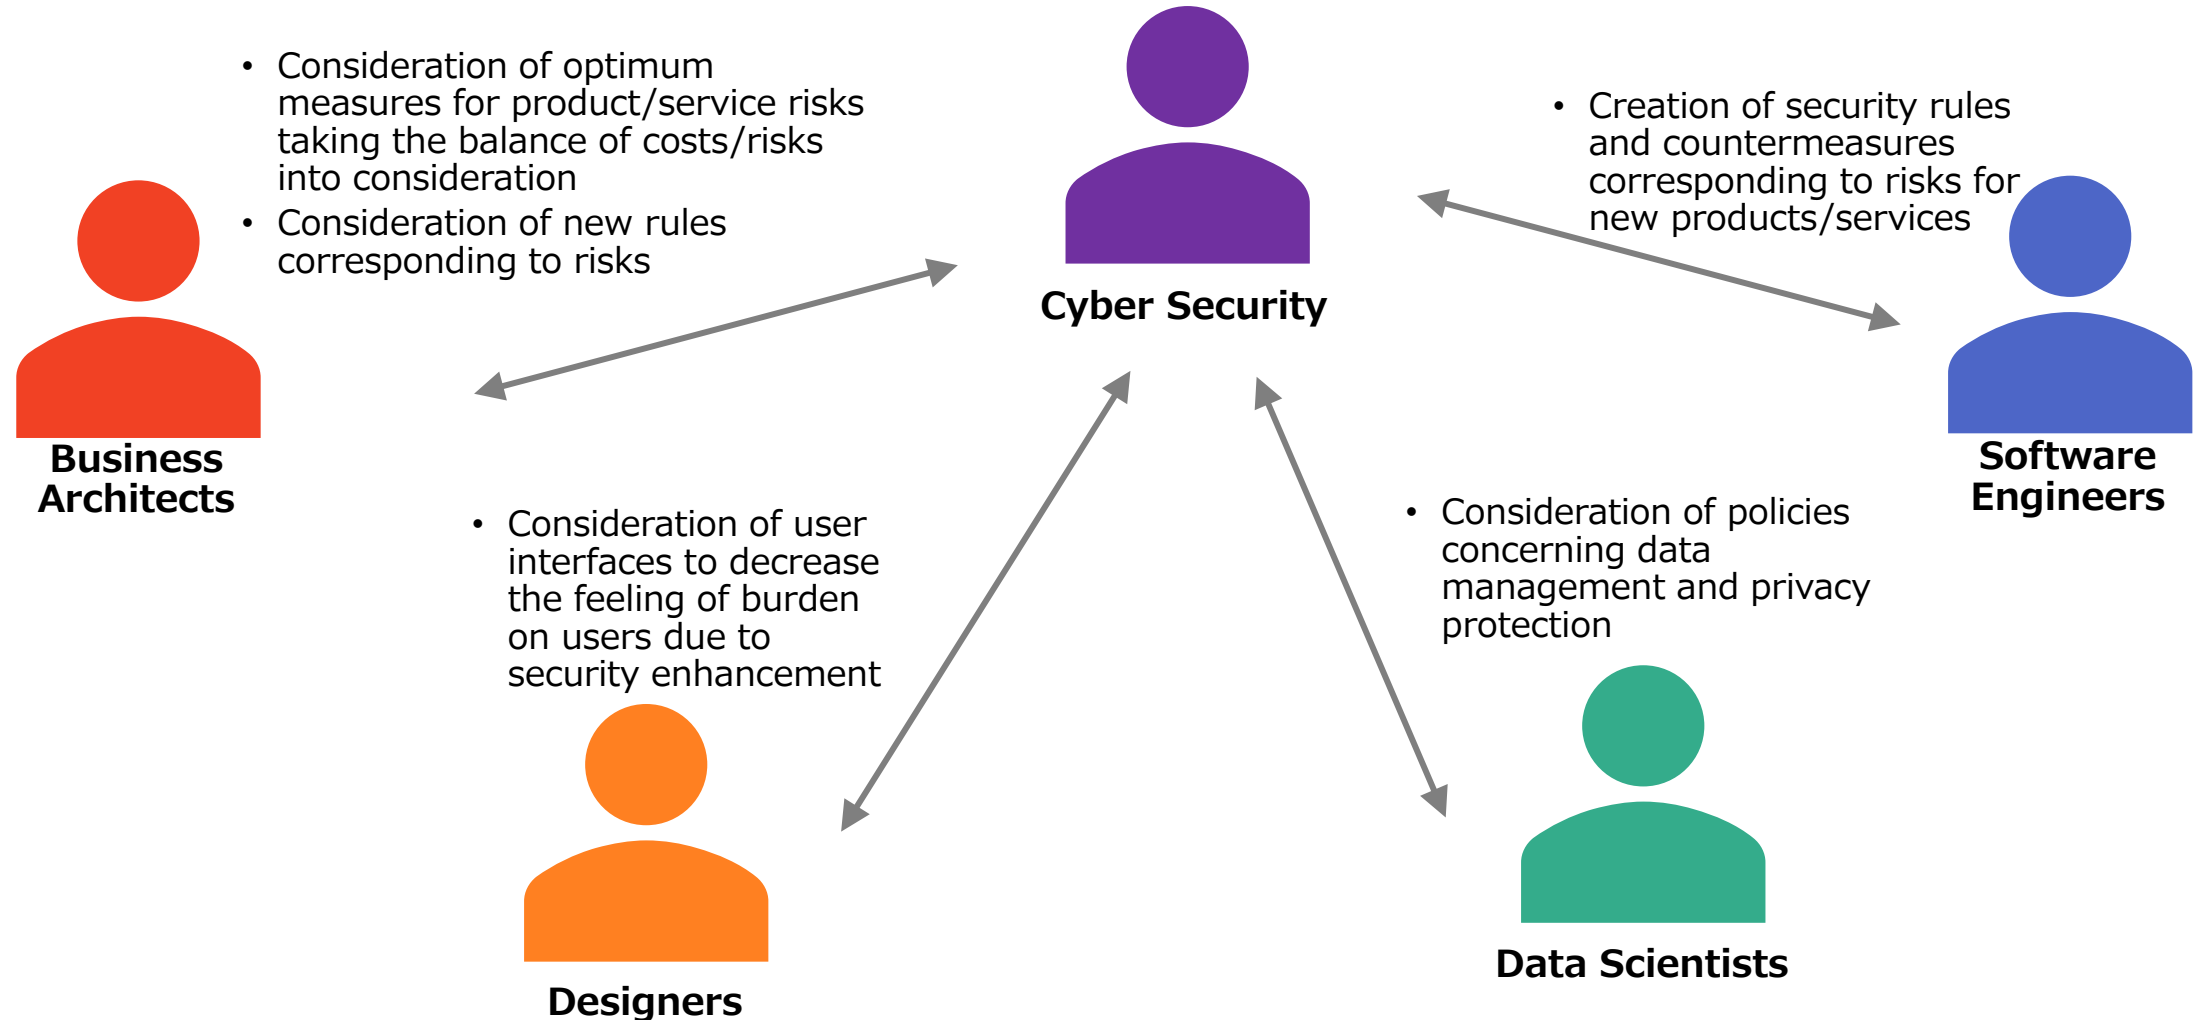 • Consideration of optimum
measures for product/service risks
taking the balance of costs/risks
into consideration
• Consideration of new rules
corresponding to risks
Business
Architects
Cyber Security
• Creation of security rules
and countermeasures
corresponding to risks for
new products/services
Software
Engineers
• Consideration of user
interfaces to decrease
the feeling of burden
on users due to
security enhancement
Designers
• Consideration of policies
concerning data
management and privacy
protection
Data Scientists